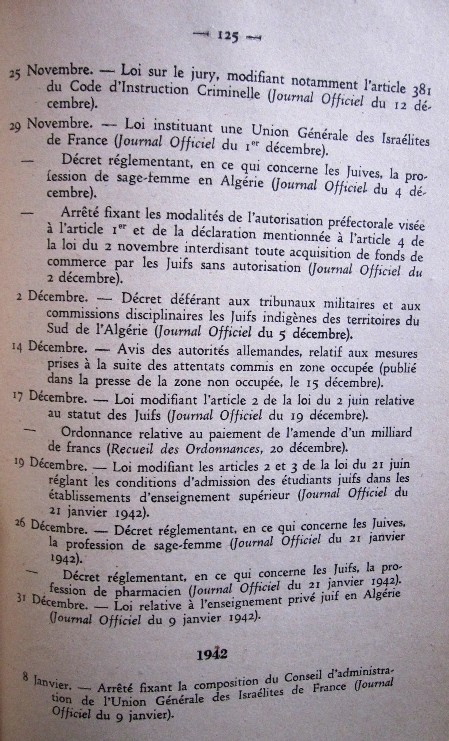 — 125 —
25 Novembre. — Loi sur le jury, modifiant notamment l'article 381
du Code d'Instruction Criminelle (Journal Officiel du 12 dé-
cembre).
29 Novembre. — Loi instituant une Union Générale des Israélites
de France (Journal Officiel du 1er décembre).
— Décret réglementant, en ce qui concerne les Juives, la pro-
fession de sage-femme en Algérie (Journal Officiel du 4 dé-
cembre).
— Arrêté fixant les modalités de l'autorisation préfectorale visée
à l'article 1er et de la déclaration mentionnée à l'article 4 de
la loi du 2 novembre interdisant toute acquisition de fonds de
commerce par les Juifs sans autorisation (Journal Officiel du
2 décembre).
2 Décembre. — Décret déférant aux tribunaux militaires et aux
commissions disciplinaires les Juifs indigènes des territoires du
Sud de l'Algérie (Journal Officiel du 5 décembre).
14 Décembre. — Avis des autorités allemandes, relatif aux mesures
prises à la suite des attentats commis en zone occupée (publié
dans la presse de la zone non occupée, le 15 décembre).
17 Décembre. — Loi modifiant l'article 2 de la loi du 2 juin relative
au statut des Juifs (Journal Officiel du 19 décembre).
— Ordonnance relative au paiement de l'amende d'un milliard
de francs (Recueil des Ordonnances, 20 décembre).
19 Décembre. — Loi modifiant les articles 2 et 3 de la loi du 21 juin
réglant les conditions d'admission des étudiants juifs dans les
établissements d'enseignement supérieur (Journal Officiel du
21 janvier 1942).
26 Décembre. — Décret réglementant, en ce qui concerne les Juives,
la profession de sage-femme (Journal Officiel du 21 janvier
1942).
— Décret réglementant, en ce qui concerne les Juifs, la pro-
fession de pharmacien (Journal Officiel du 21 janvier 1942).
31 Décembre. — Loi relative à l'enseignement privé juif en Algérie
(Journal Officiel du 9 janvier 1942).
1942
8 Janvier. — Arrêté fixant la composition du Conseil d'administra-
tion de l'Union Générale des Israélites de France (Journal
Officiel du 9 janvier).